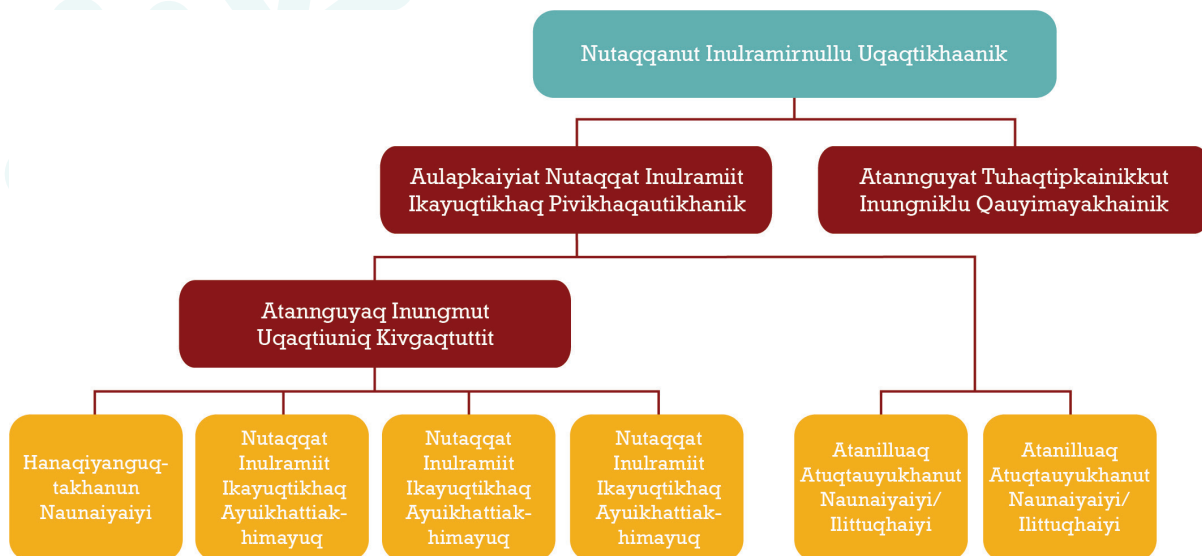 Nutaqqanut Inulramirnullu Uqaqtikhaanik
Aulapkaiyiat Nutaqqat Inulramiit
Ikayuqtikhaq Pivikhaqautikhanik
Atannguyat Tuhaqtipkainikkut
Inungniklu Qauyimayakhainik
Atannguyaq Inungmut
Uqaqtiuniq Kivgaqtuttit
Hanaqiyanguq-
takhanun
Naunaiyaiyi
Nutaqqat
Inulramiit
Ikayuqtikhaq
Ayuikhattiak-
himayuq
Nutaqqat
Inulramiit
Ikayuqtikhaq
Ayuikhattiak-
himayuq
Nutaqqat
Inulramiit
Ikayuqtikhaq
Ayuikhattiak-
himayuq
Atanilluaq
Atuqtauyukhanut
Naunaiyaiyi/
Ilittuqhaiyi
Atanilluaq
Atuqtauyukhanut
Naunaiyaiyi/
Ilittuqhaiyi